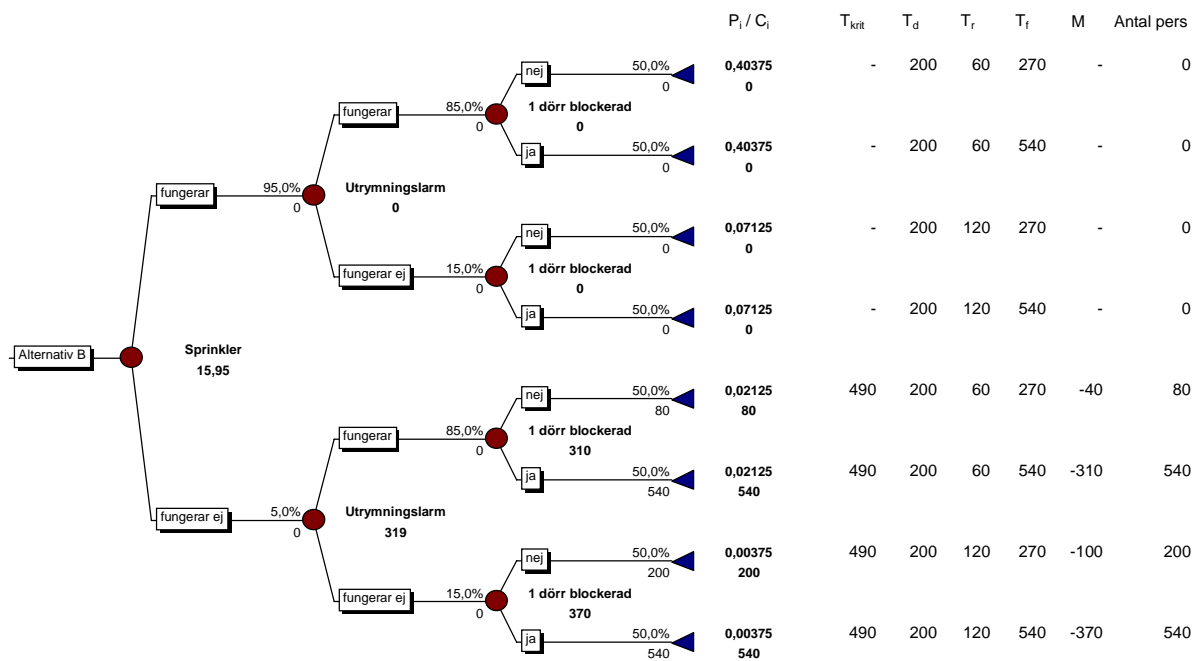 Pi / Ci Tkrit Td Tr Tf M Antal pers
nej 50,0% 0,40375 - 200 60 270 - 0
0 0
fungerar 85,0% 1 dörr blockerad
0 0
ja 50,0% 0,40375 - 200 60 540 - 0
0 0
fungerar 95,0% Utrymningslarm
0 0
nej 50,0% 0,07125 - 200 120 270 - 0
0 0
fungerar ej 15,0% 1 dörr blockerad
0 0
ja 50,0% 0,07125 - 200 120 540 - 0
0 0
Alternativ B Sprinkler
15,95
nej 50,0% 0,02125 490 200 60 270 -40 80
80 80
fungerar 85,0% 1 dörr blockerad
0 310
ja 50,0% 0,02125 490 200 60 540 -310 540
540 540
fungerar ej 5,0% Utrymningslarm
0 319
nej 50,0% 0,00375 490 200 120 270 -100 200
200 200
fungerar ej 15,0% 1 dörr blockerad
0 370
ja 50,0% 0,00375 490 200 120 540 -370 540
540 540